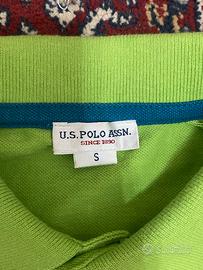 U.S. POLO ASSN.
SINCE 1890
S